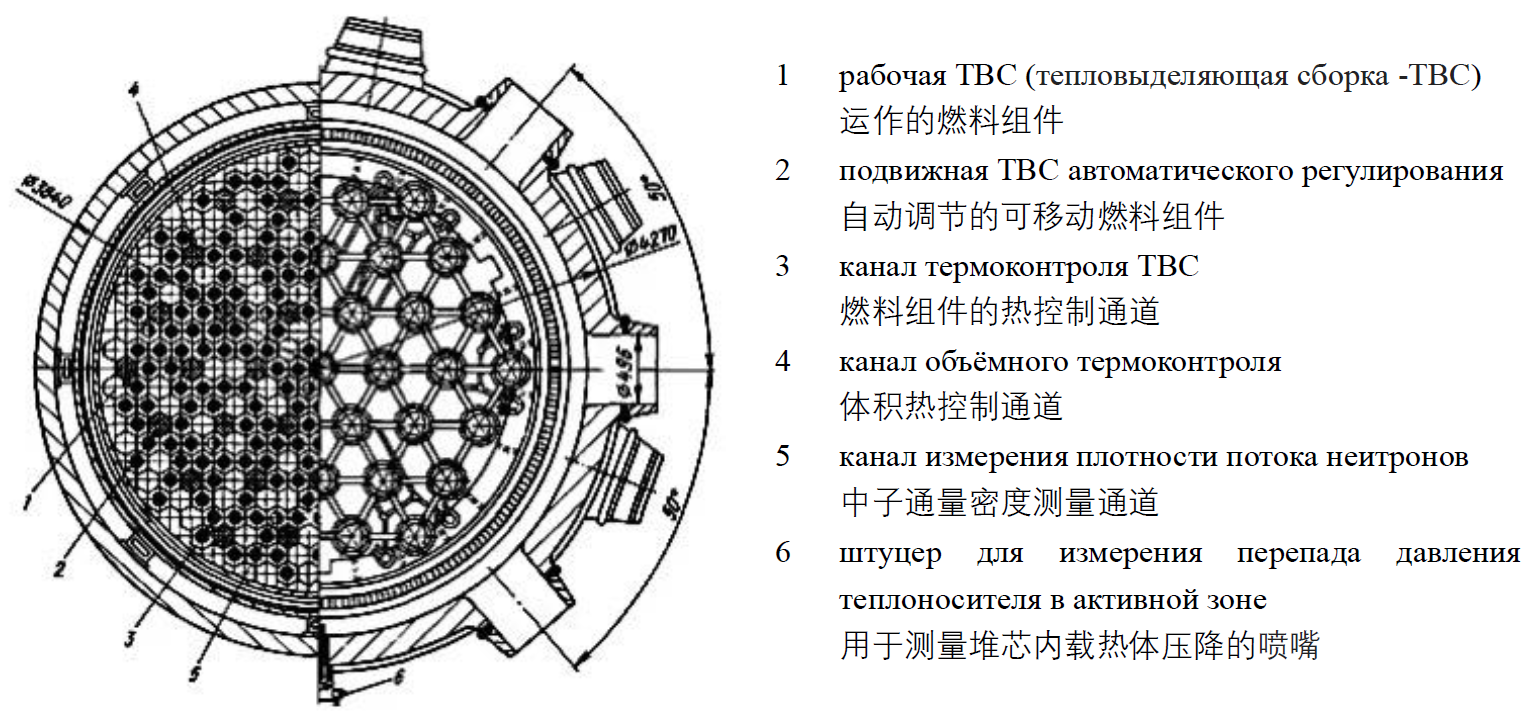 4
Ø3840
50°
Ø4270
Ø496
1
2
3
5
6
1 рабочая ТВС (тепловыделяющая сборка -ТВС)
运作的燃料组件
2 подвижная ТВС автоматического регулирования
自动调节的可移动燃料组件
3 канал термоконтроля ТВС
燃料组件的热控制通道
4 канал объёмного термоконтроля
体积热控制通道
5 канал измерения плотности потока неитронов
中子通量密度测量通道
6 штуцер для измерения перепада давления
теплоносителя в активной зоне
用于测量堆芯内载热体压降的喷嘴